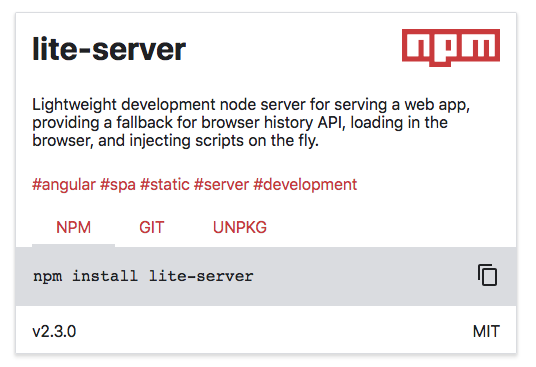 lite-server
npm
Lightweight development node server for serving a web app,
providing a fallback for browser history API, loading in the
browser, and injecting scripts on the fly.
#angular #spa #static #server #development
NPM GIT UNPKG
npm install lite-server
v2.3.0 MIT